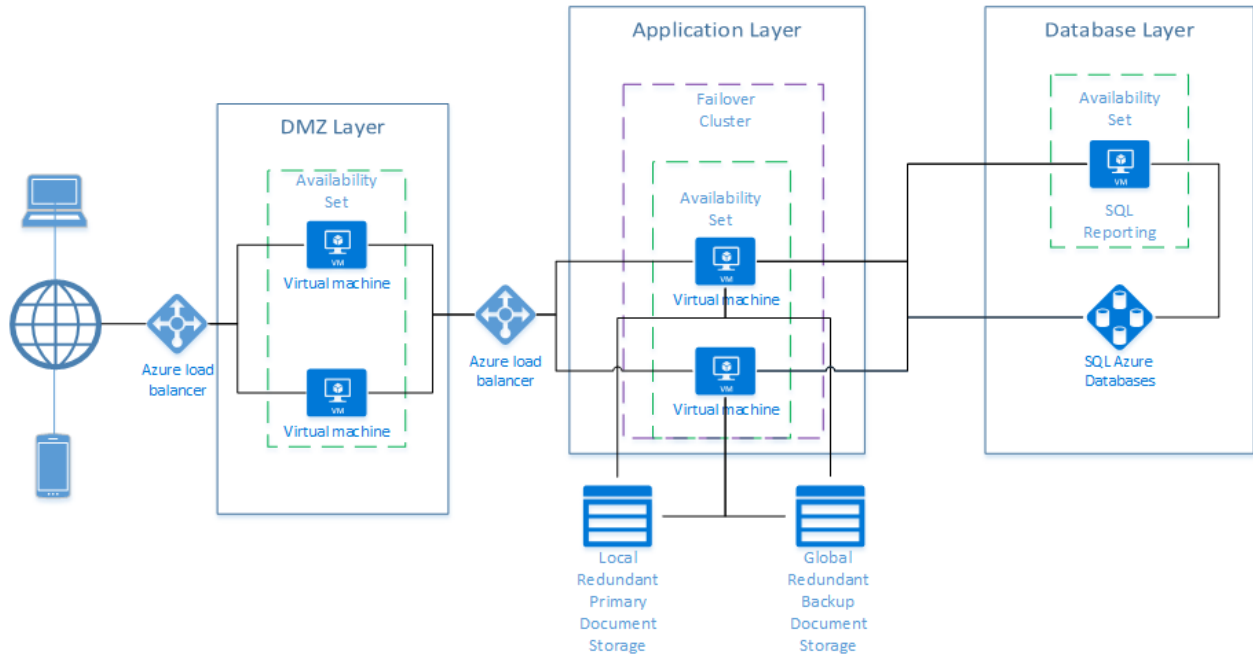 Application Layer
Database Layer
DMZ Layer
Failover
Cluster
Availability
Set
VM
SQL
Reporting
Availability
Set
VM
Virtual machine
VM
Virtual machine
Availability
Set
VM
Virtual machine
VM
Virtual machine
Azure load
balancer
Azure load
balancer
SQL Azure
Databases
Local
Redundant
Primary
Document
Storage
Global
Redundant
Backup
Document
Storage